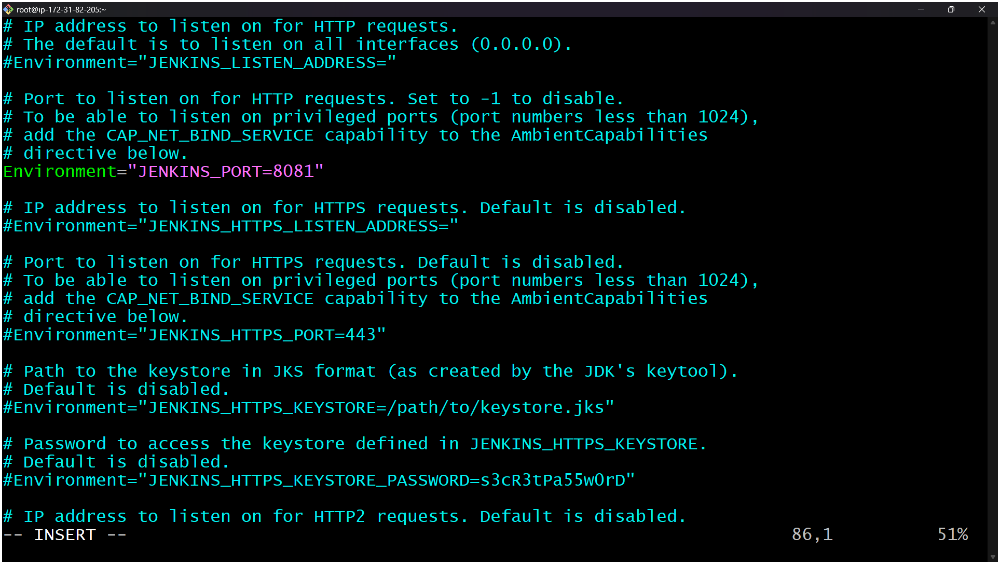 root@ip-172-31-82-205:~
# IP address to listen on for HTTP requests.
# The default is to listen on all interfaces (0.0.0.0).
#Environment="JENKINS_LISTEN_ADDRESS="
# Port to listen on for HTTP requests. Set to -1 to disable.
# To be able to listen on privileged ports (port numbers less than 1024),
# add the CAP_NET_BIND_SERVICE capability to the AmbientCapabilities
# directive below.
Environment="JENKINS_PORT=8081"
# IP address to listen on for HTTPS requests. Default is disabled.
#Environment="JENKINS_HTTPS_LISTEN_ADDRESS="
# Port to listen on for HTTPS requests. Default is disabled.
# To be able to listen on privileged ports (port numbers less than 1024),
# add the CAP_NET_BIND_SERVICE capability to the AmbientCapabilities
# directive below.
#Environment="JENKINS_HTTPS_PORT=443"
# Path to the keystore in JKS format (as created by the JDK's keytool).
# Default is disabled.
#Environment="JENKINS_HTTPS_KEYSTORE=/path/to/keystore.jks"
# Password to access the keystore defined in JENKINS_HTTPS_KEYSTORE.
# Default is disabled.
#Environment="JENKINS_HTTPS_KEYSTORE_PASSWORD=s3cR3tPa55w0rD"
# IP address to listen on for HTTP2 requests. Default is disabled.
-- INSERT -- 86,1 51%